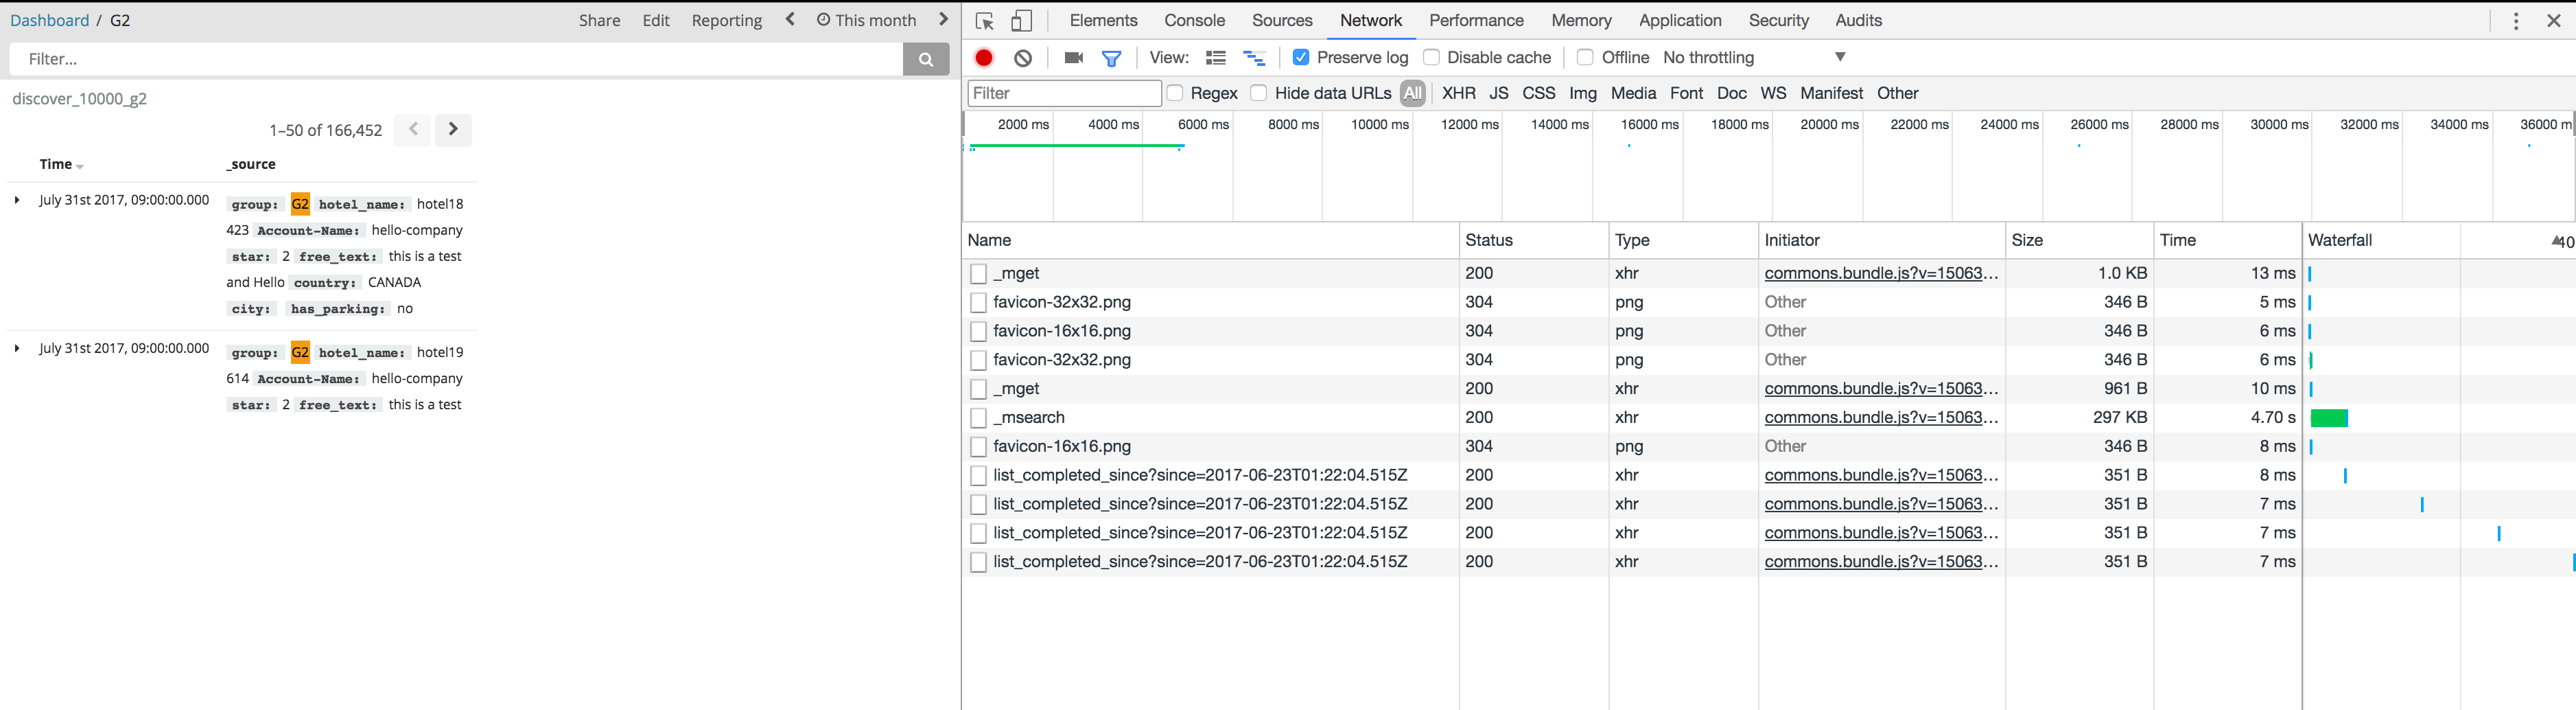 Dashboard / G2 Share Edit Reporting This month
Filter...
discover_10000_g2
1–50 of 166,452
Time _source
July 31st 2017, 09:00:00.000 group: G2 hotel_name: hotel18
423 Account-Name: hello-company
star: 2 free_text: this is a test
and Hello country: CANADA
city: has_parking: no
July 31st 2017, 09:00:00.000 group: G2 hotel_name: hotel19
614 Account-Name: hello-company
star: 2 free_text: this is a test
Elements Console Sources Network Performance Memory Application Security Audits
View: Preserve log Disable cache Offline No throttling
Filter Regex Hide data URLs All XHR JS CSS Img Media Font Doc WS Manifest Other
2000 ms 4000 ms 6000 ms 8000 ms 10000 ms 12000 ms 14000 ms 16000 ms 18000 ms 20000 ms 22000 ms 24000 ms 26000 ms 28000 ms 30000 ms 32000 ms 34000 ms 36000 m
Name Status Type Initiator Size Time Waterfall
_mget 200 xhr commons.bundle.js?v=15063... 1.0 KB 13 ms
favicon-32x32.png 304 png Other 346 B 5 ms
favicon-16x16.png 304 png Other 346 B 6 ms
favicon-32x32.png 304 png Other 346 B 6 ms
_mget 200 xhr commons.bundle.js?v=15063... 961 B 10 ms
_msearch 200 xhr commons.bundle.js?v=15063... 297 KB 4.70 s
favicon-16x16.png 304 png Other 346 B 8 ms
list_completed_since?since=2017-06-23T01:22:04.515Z 200 xhr commons.bundle.js?v=15063... 351 B 8 ms
list_completed_since?since=2017-06-23T01:22:04.515Z 200 xhr commons.bundle.js?v=15063... 351 B 7 ms
list_completed_since?since=2017-06-23T01:22:04.515Z 200 xhr commons.bundle.js?v=15063... 351 B 7 ms
list_completed_since?since=2017-06-23T01:22:04.515Z 200 xhr commons.bundle.js?v=15063... 351 B 7 ms